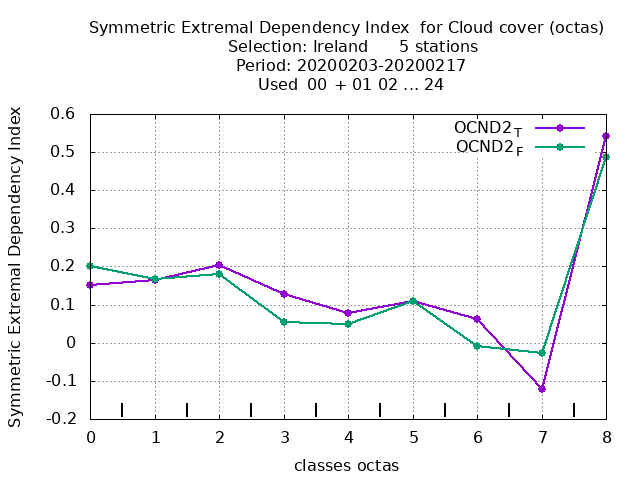 Symmetric Extremal Dependency Index  for Cloud cover (octas)
Selection: Ireland      5 stations
Period: 20200203-20200217
Used  00 + 01 02 ... 24
Symmetric Extremal Dependency Index
0.6
0.5
0.4
0.3
0.2
0.1
0
-0.1
-0.2
OCND2T
OCND2F
0 1 2 3 4 5 6 7 8
classes octas